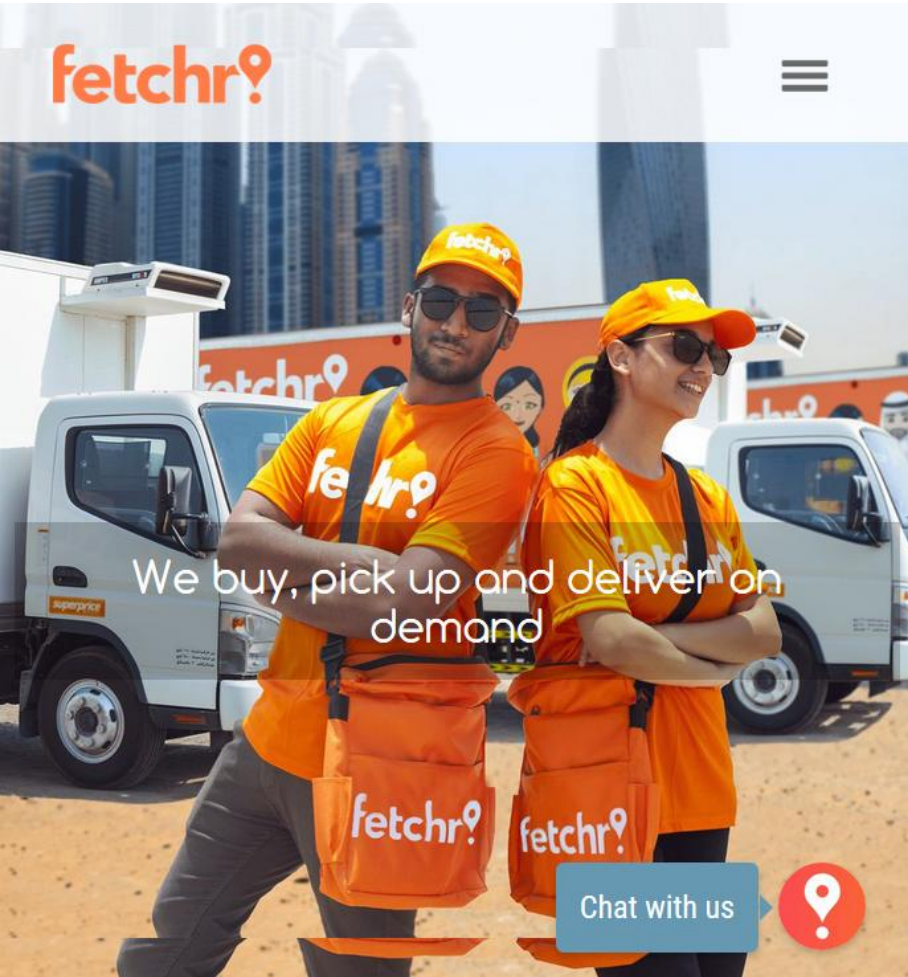 fetchr
fetchr
fetchr
fetchr
fetchr
fetchr
superprice
We buy, pick up and deliver on
demand
fetchr
fetchr
Chat with us